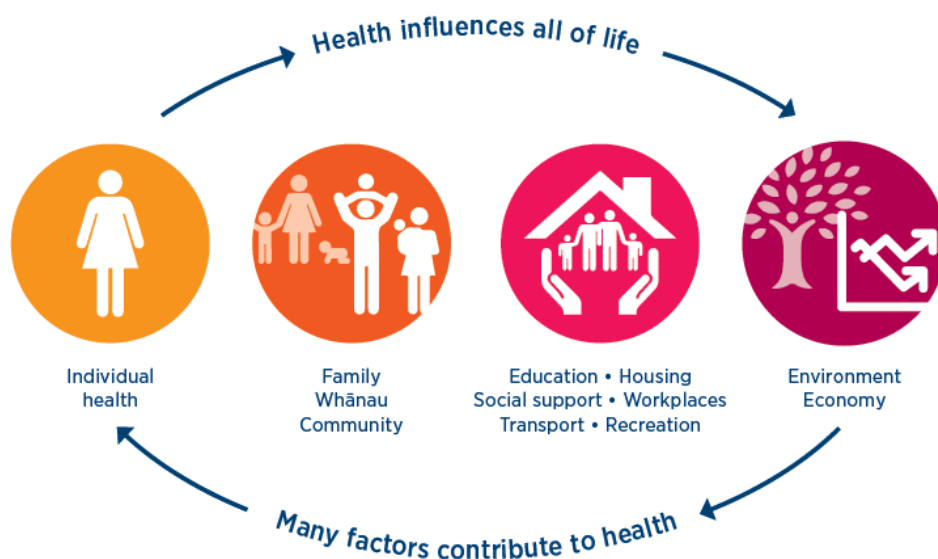 Health influences all of life
Individual
health
Family
Whānau
Community
Education • Housing
Social support • Workplaces
Transport • Recreation
Environment
Economy
Many factors contribute to health